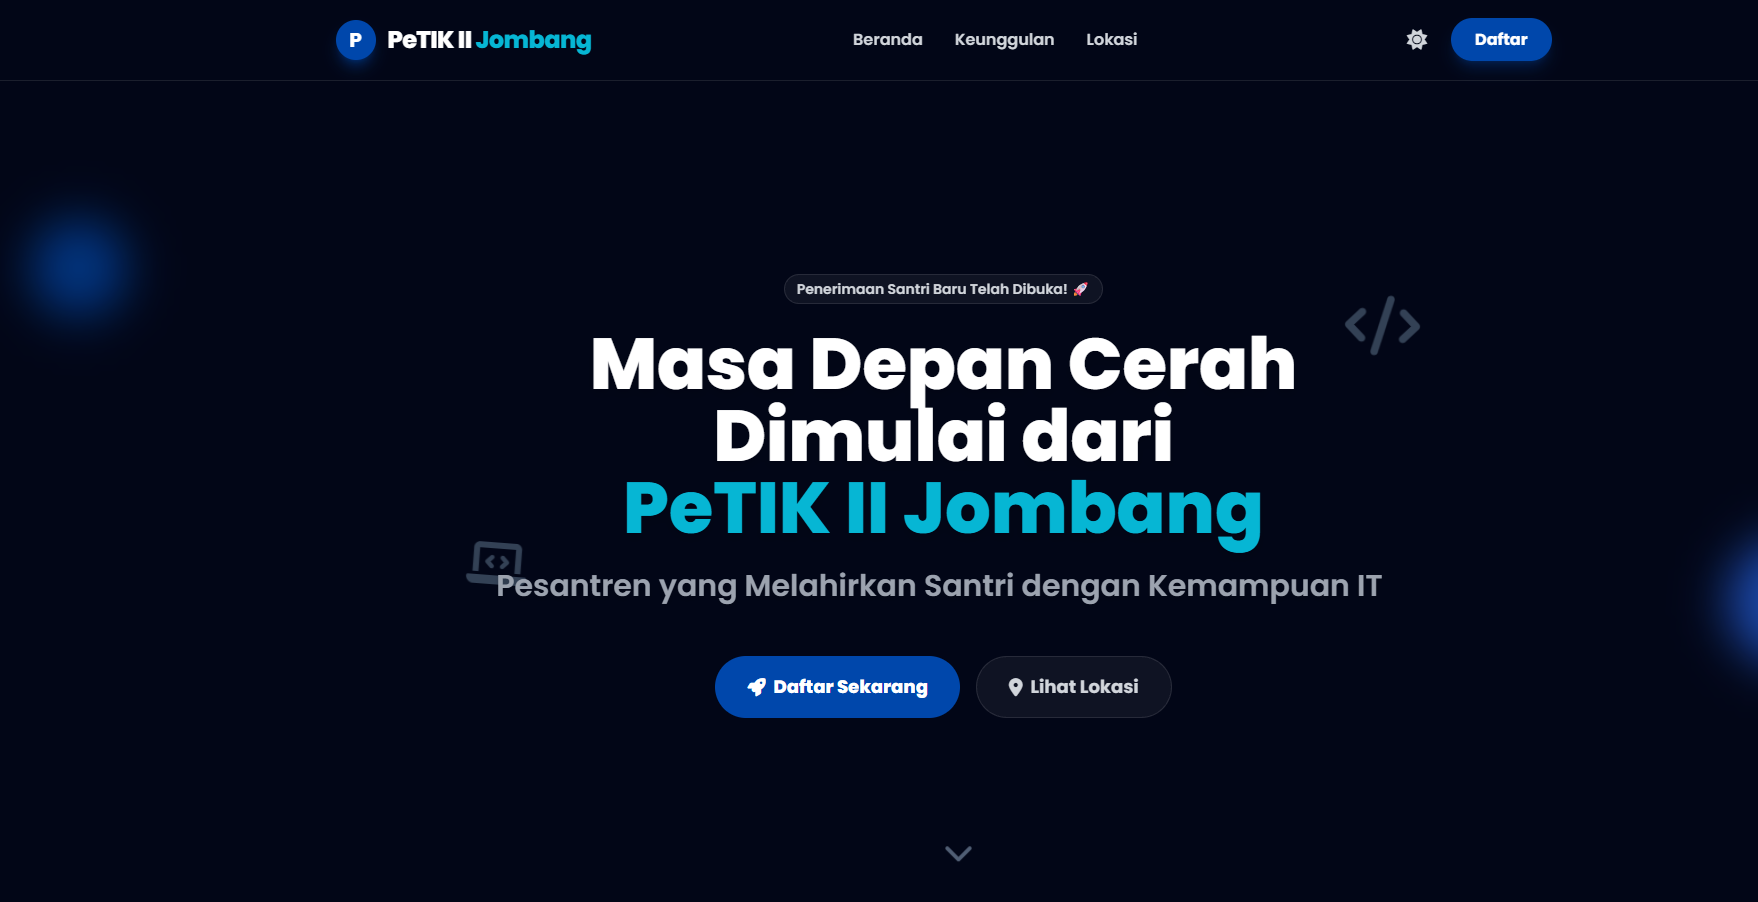 P PeTIK II Jombang
Beranda Keunggulan Lokasi
Daftar
Penerimaan Santri Baru Telah Dibuka! 🚀
Masa Depan Cerah
Dimulai dari
PeTIK II Jombang
Pesantren yang Melahirkan Santri dengan Kemampuan IT
Daftar Sekarang
Lihat Lokasi